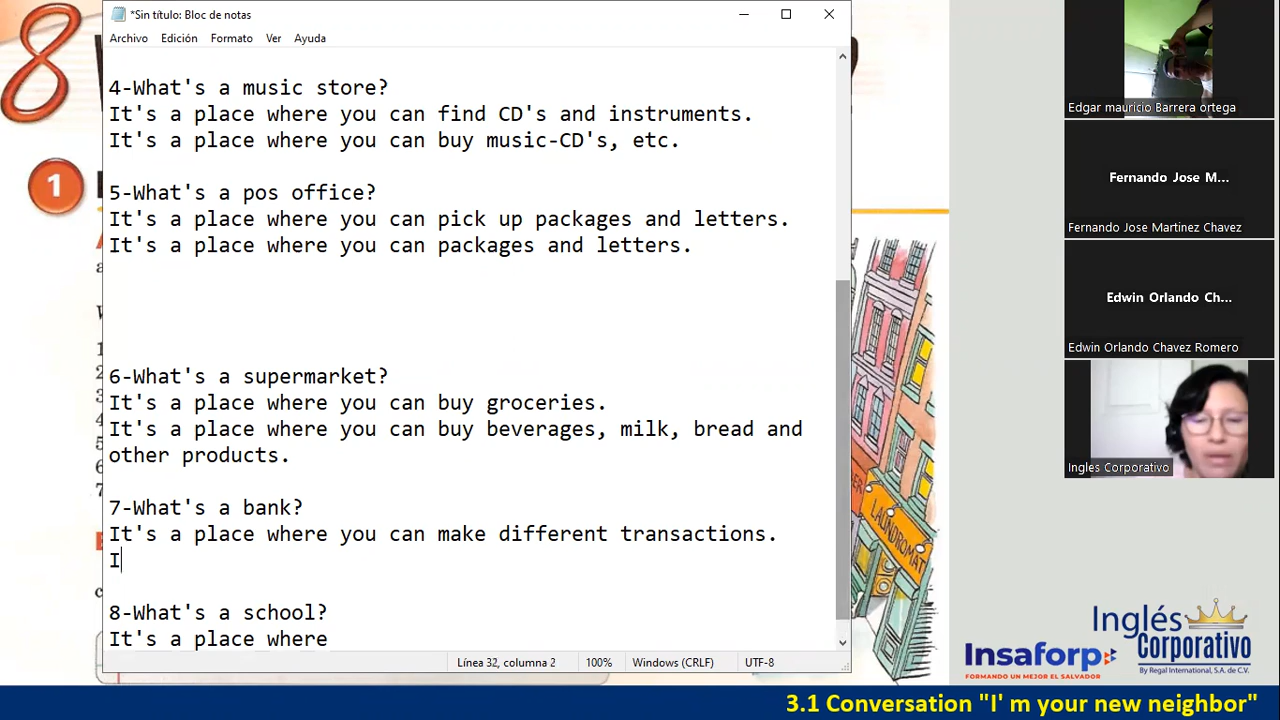 *Sin título: Bloc de notas
Archivo Edición Formato Ver Ayuda
8
1
4-What's a music store?
It's a place where you can find CD's and instruments.
It's a place where you can buy music-CD's, etc.
5-What's a pos office?
It's a place where you can pick up packages and letters.
It's a place where you can packages and letters.
6-What's a supermarket?
It's a place where you can buy groceries.
It's a place where you can buy beverages, milk, bread and
other products.
7-What's a bank?
It's a place where you can make different transactions.
I
8-What's a school?
It's a place where
Línea 32, columna 2 100% Windows (CRLF) UTF-8
LAUNDROMAT
Edgar mauricio Barrera ortega
Fernando Jose M...
Fernando Jose Martinez Chavez
Edwin Orlando Ch...
Edwin Orlando Chavez Romero
Ingles Corporativo
Insaforp
FORMANDO UN MEJOR EL SALVADOR
Inglés
Corporativo
By Regal International, S.A. de C.V.
3.1 Conversation "I' m your new neighbor"